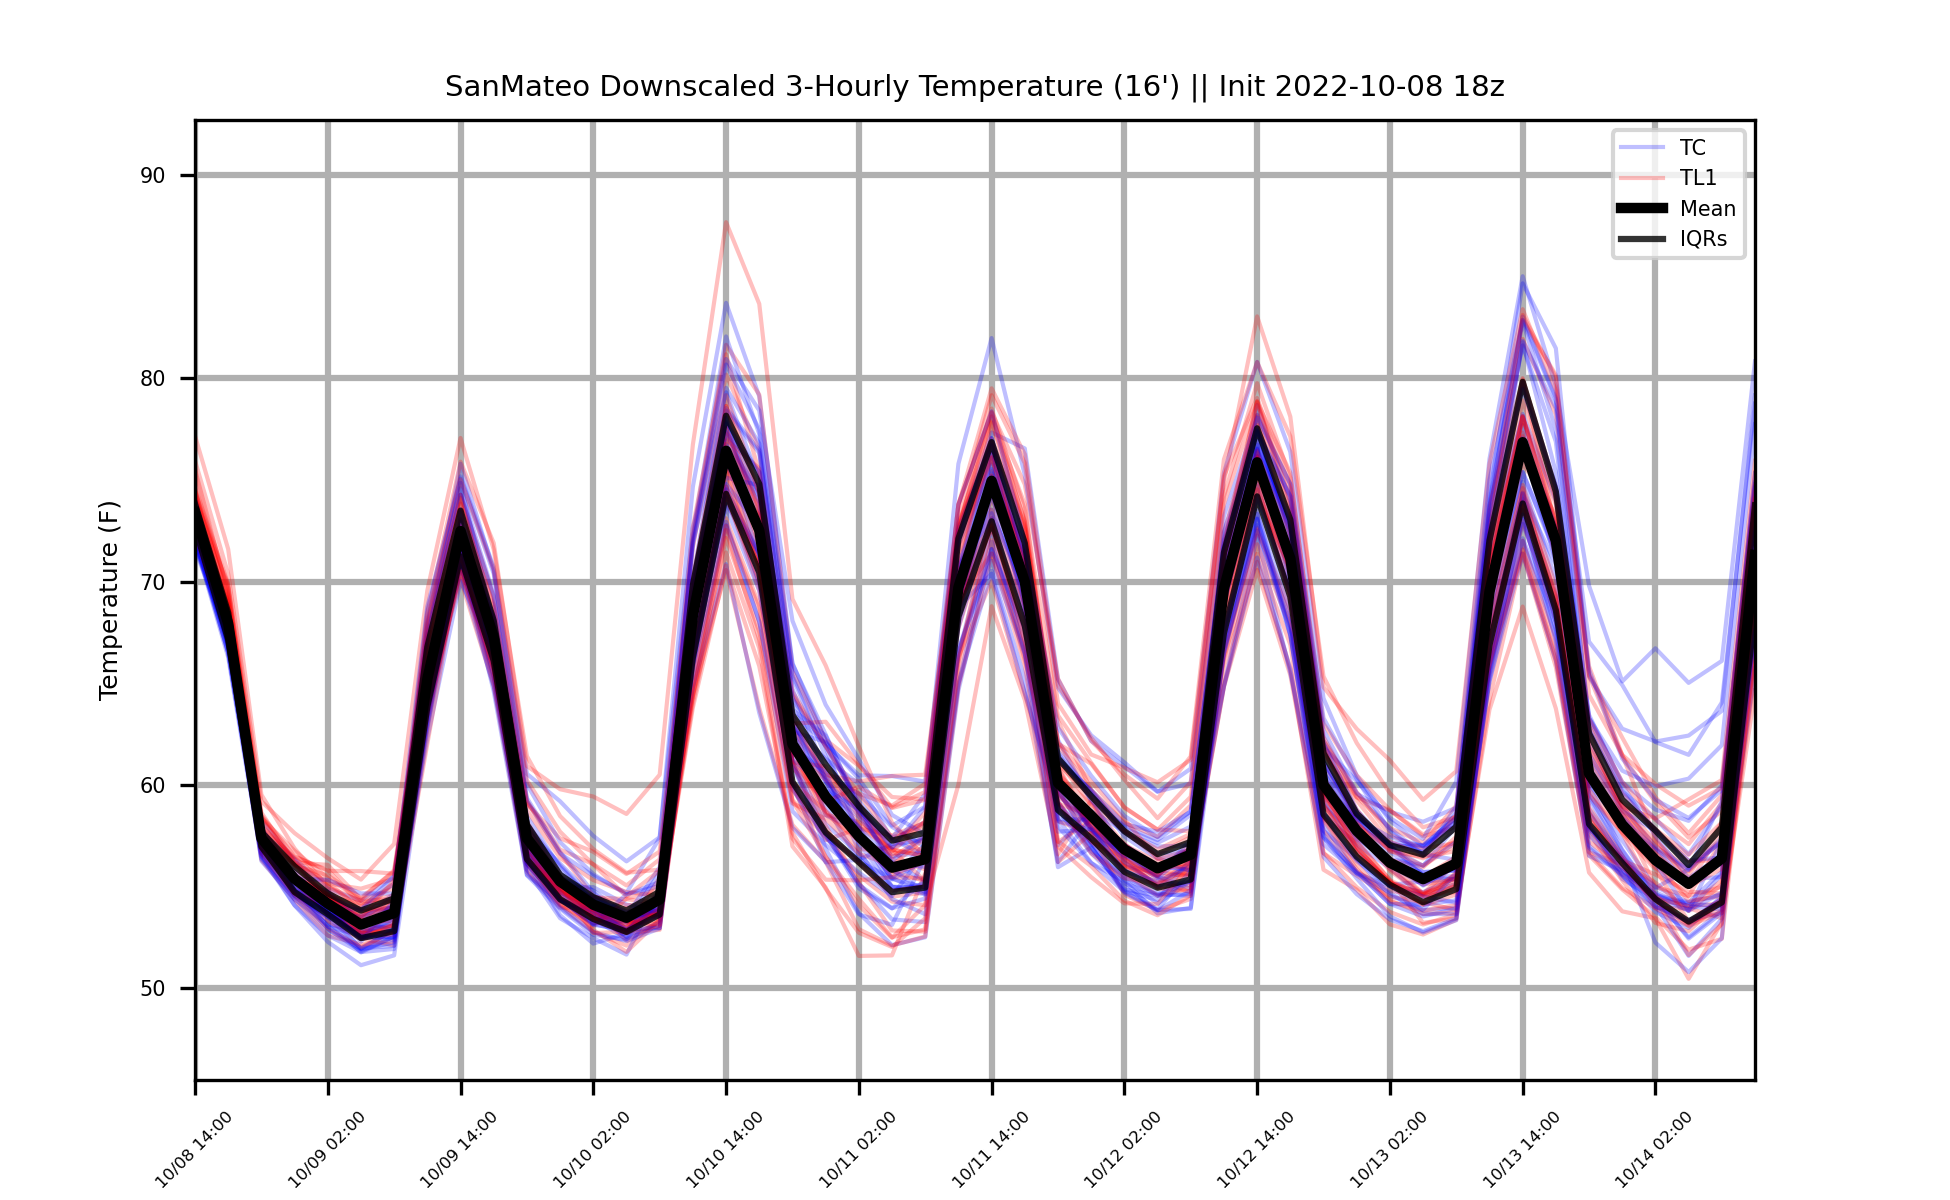 SanMateo Downscaled 3-Hourly Temperature (16') || Init 2022-10-08 18z
TC
TL1
Mean
IQRs
Temperature (F)
90
80
70
60
50
10/08 14:00
10/09 02:00
10/09 14:00
10/10 02:00
10/10 14:00
10/11 02:00
10/11 14:00
10/12 02:00
10/12 14:00
10/13 02:00
10/13 14:00
10/14 02:00